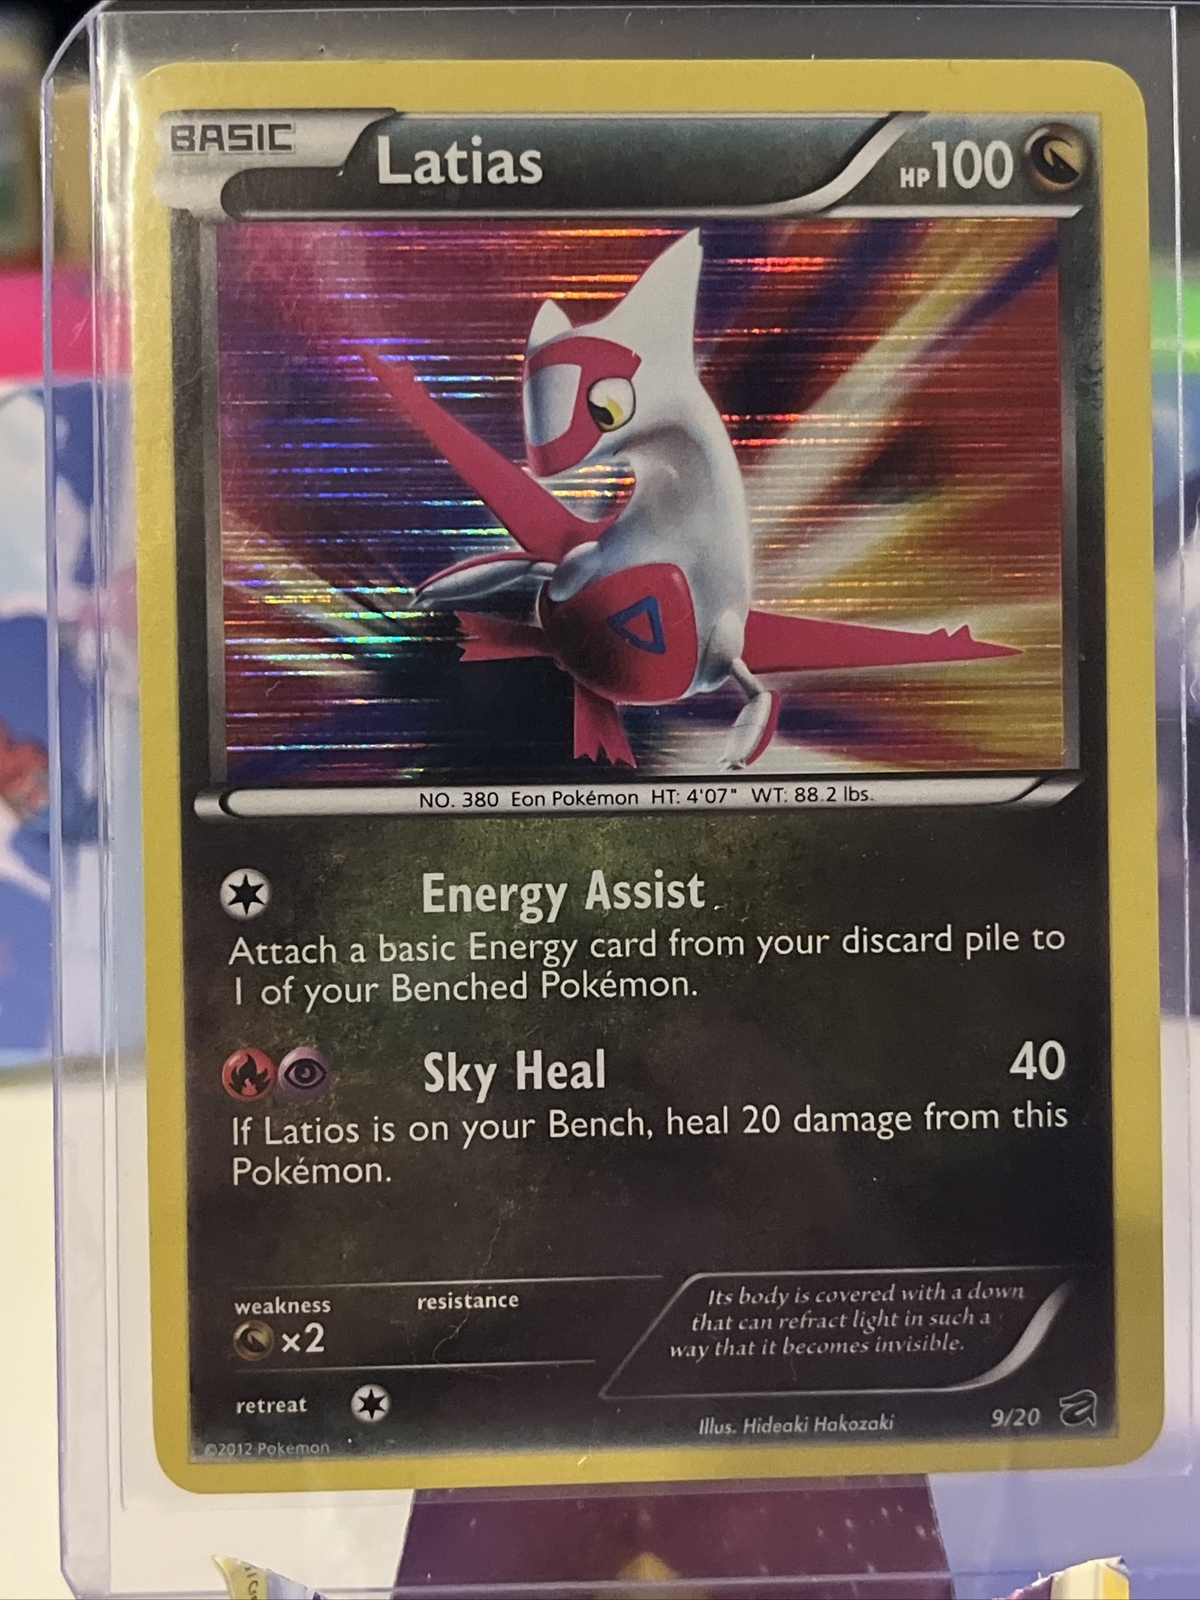 BASIC
Latias
HP100
NO. 380 Eon Pokémon HT: 4'07" WT: 88.2 lbs.
Energy Assist
Attach a basic Energy card from your discard pile to
1 of your Benched Pokémon.
Sky Heal 40
If Latios is on your Bench, heal 20 damage from this
Pokémon.
weakness
×2
resistance
retreat
Its body is covered with a down
that can refract light in such a
way that it becomes invisible.
Illus. Hideaki Hakozaki
9/20
©2012 Pokémon